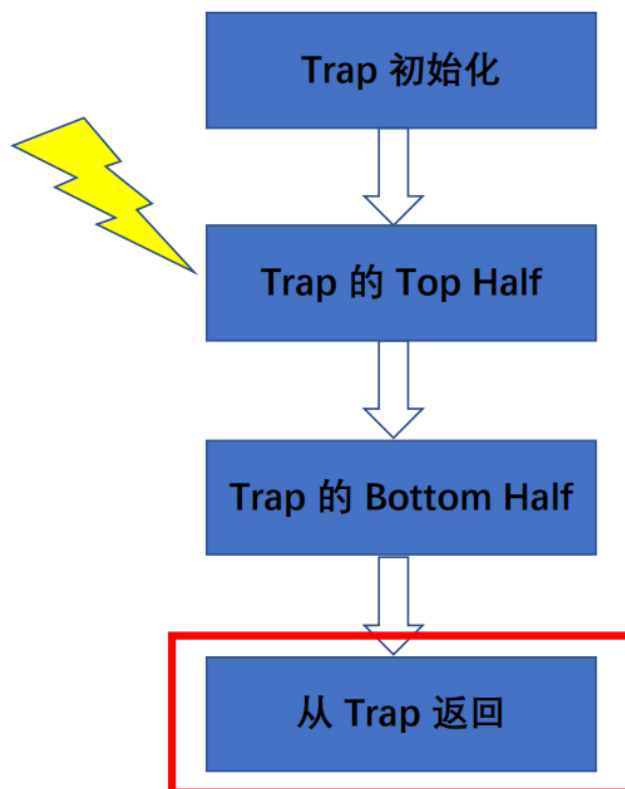 Trap 初始化
Trap 的 Top Half
Trap 的 Bottom Half
从 Trap 返回